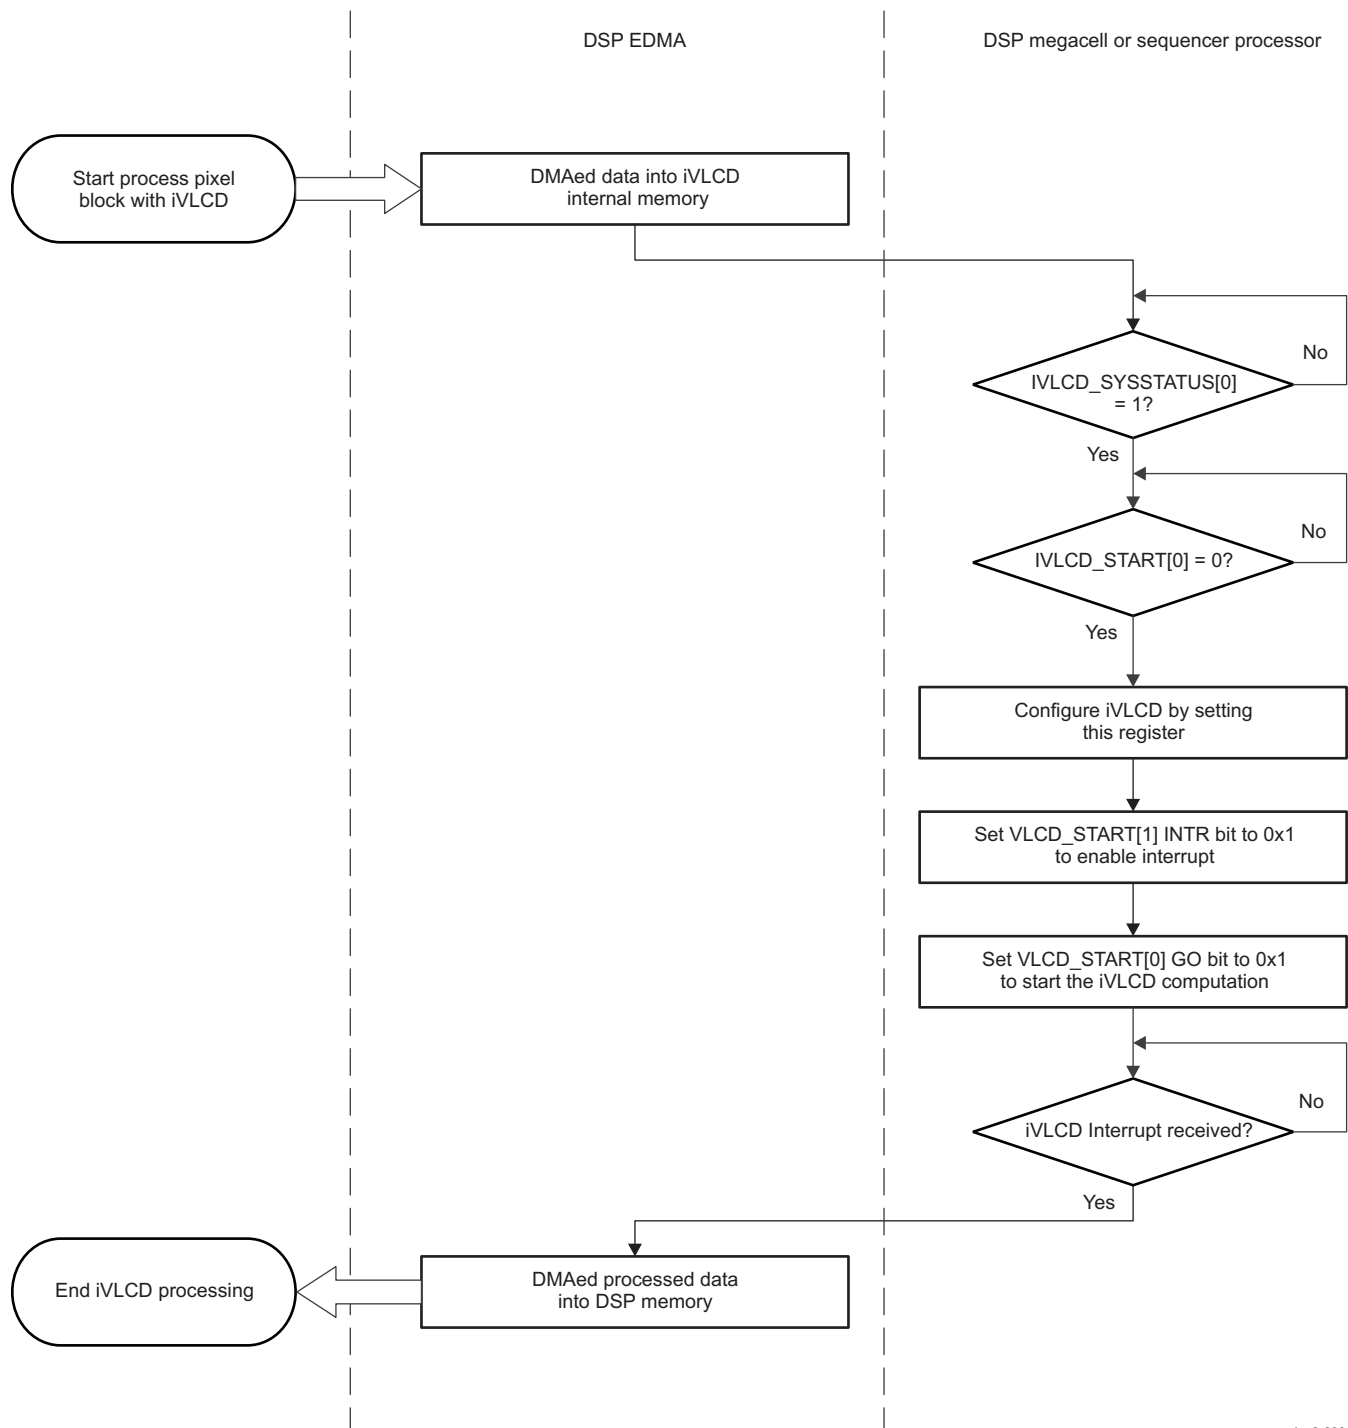 DSP EDMA
DSP megacell or sequencer processor
Start process pixel
block with iVLCD
DMAed data into iVLCD
internal memory
No
IVLCD_SYSSTATUS[0]
= 1?
Yes
No
IVLCD_START[0] = 0?
Yes
Configure iVLCD by setting
this register
Set VLCD_START[1] INTR bit to 0x1
to enable interrupt
Set VLCD_START[0] GO bit to 0x1
to start the iVLCD computation
No
iVLCD Interrupt received?
Yes
End iVLCD processing
DMAed processed data
into DSP memory